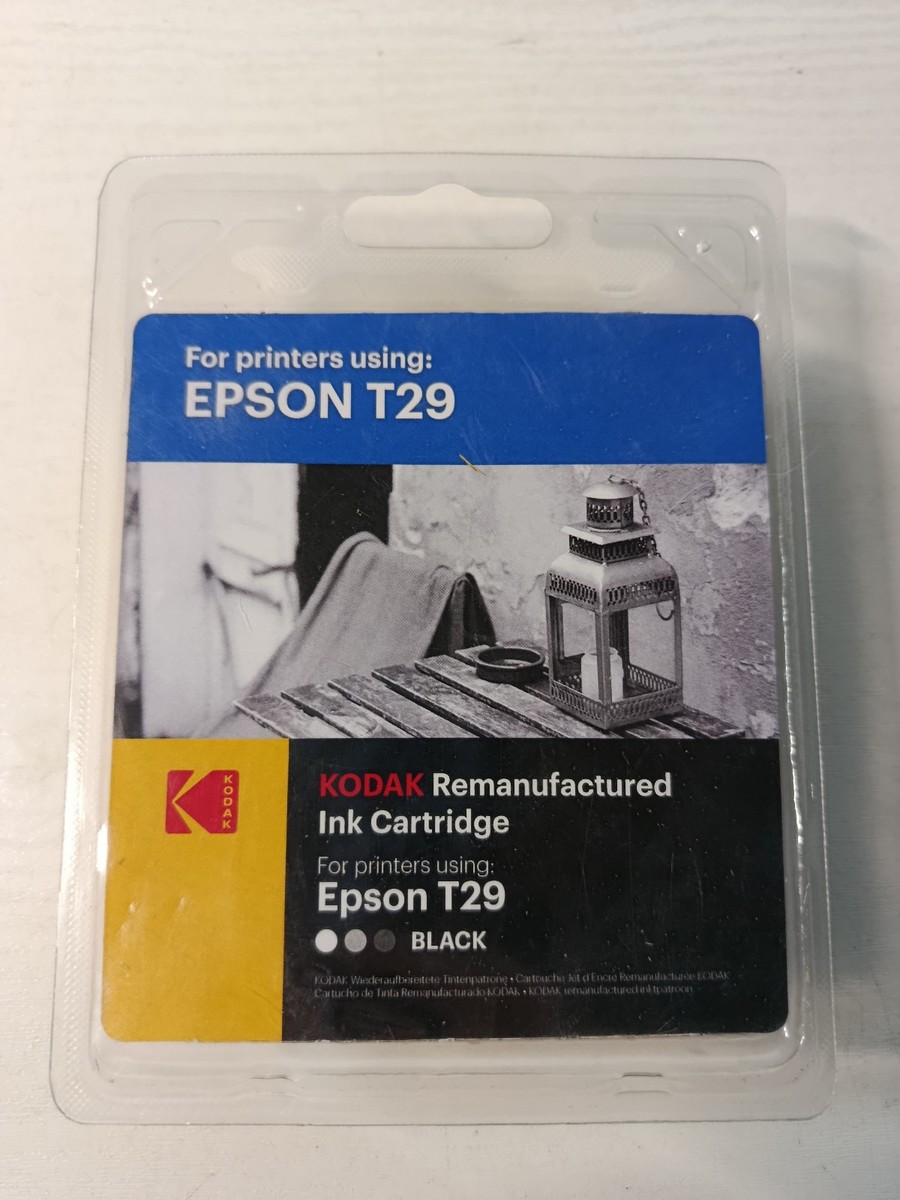 For printers using:
EPSON T29
KODAK
KODAK Remanufactured
Ink Cartridge
For printers using:
Epson T29
BLACK
KODAK Wiederaufbereitete Tintenpatrone • Cartouche Jet d'Encre Remanufacturée KODAK
Cartucho de Tinta Remanufacturado KODAK • KODAK remanufactured inktpatroon